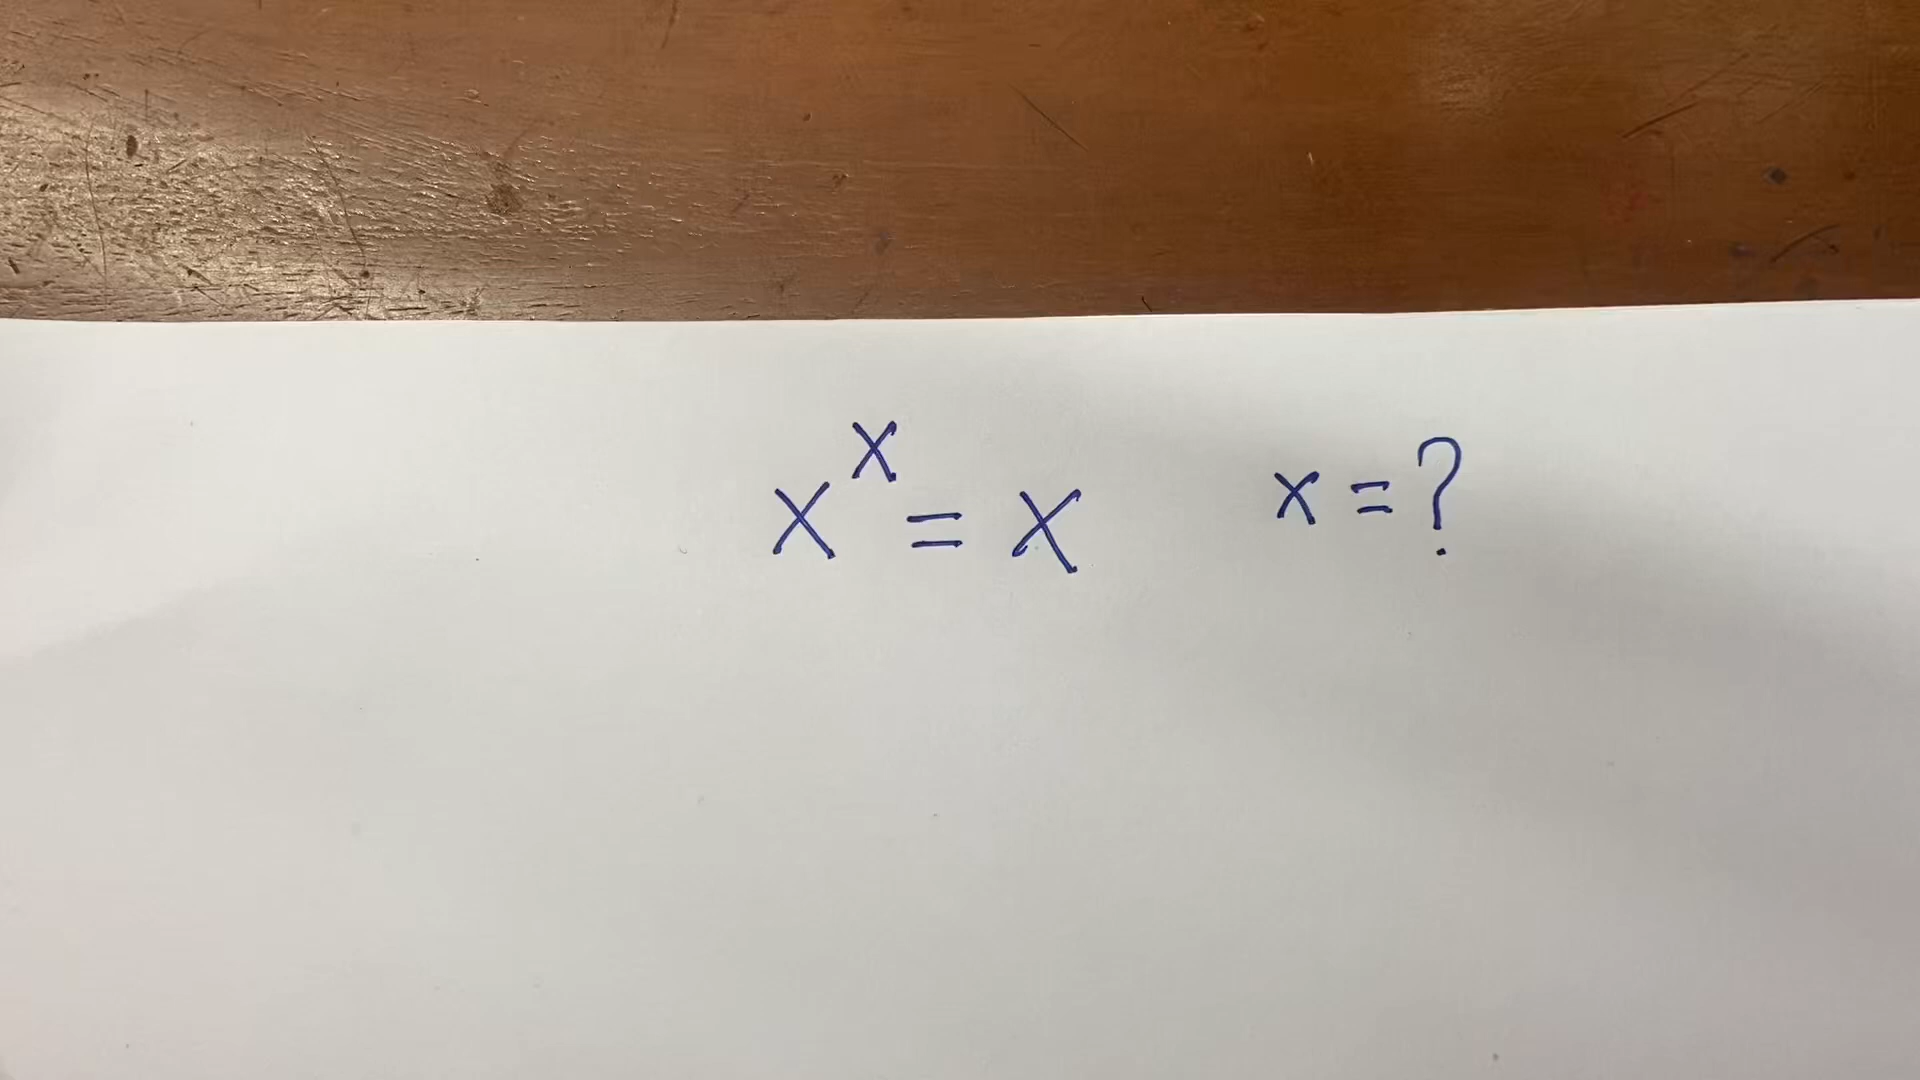 x^x = x    x = ?